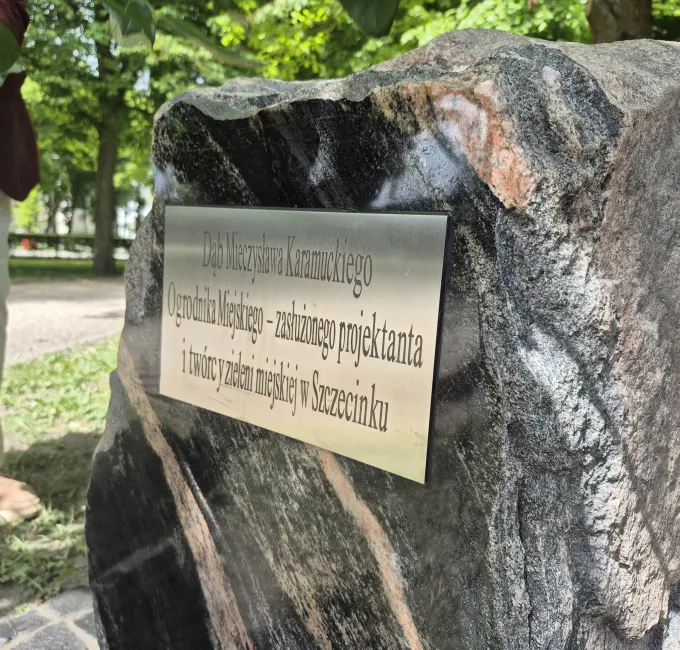 Dąb Mieczysława Karamuckiego
Ogrodnika Miejskiego – zasłużonego projektanta
i twórcy zieleni miejskiej w Szczecinku